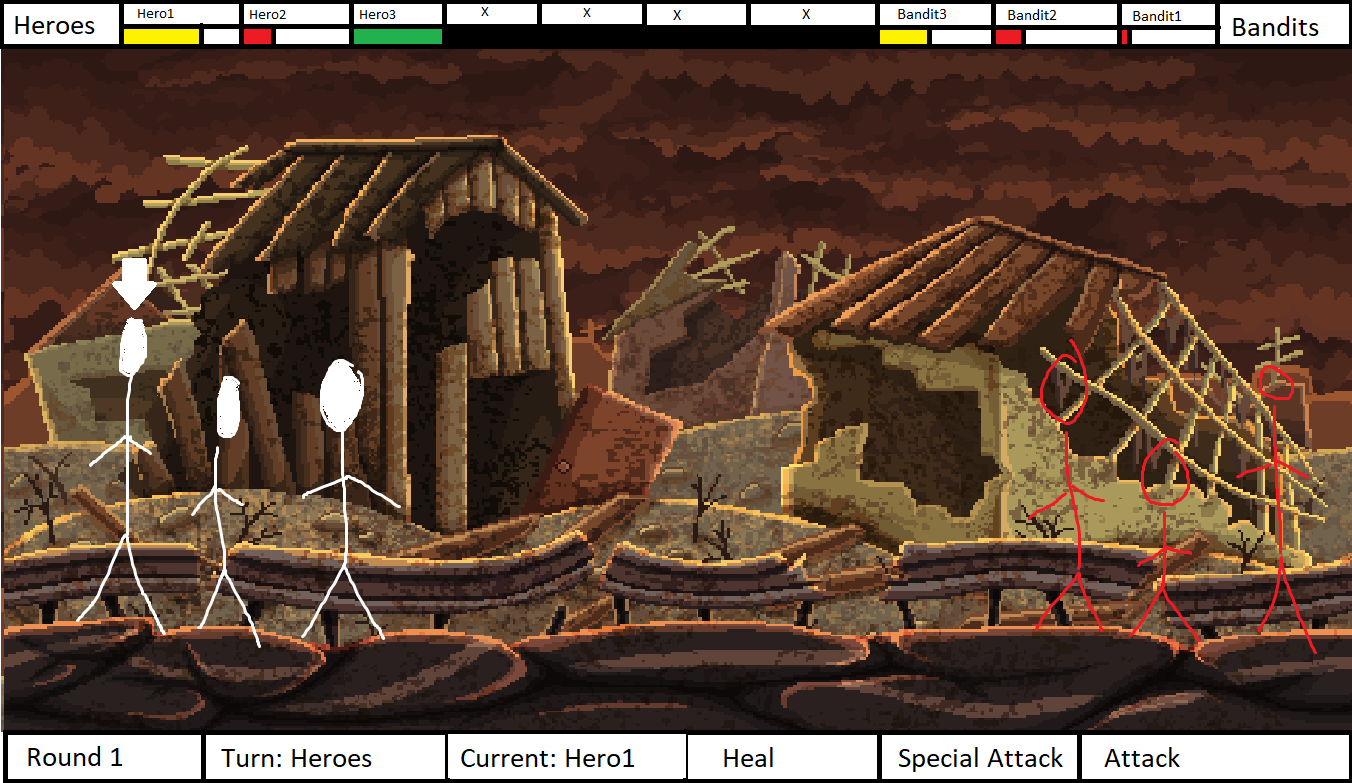 Heroes
Hero1
Hero2
Hero3
X
X
X
X
Bandit3
Bandit2
Bandit1
Bandits
Round 1
Turn: Heroes
Current: Hero1
Heal
Special Attack
Attack